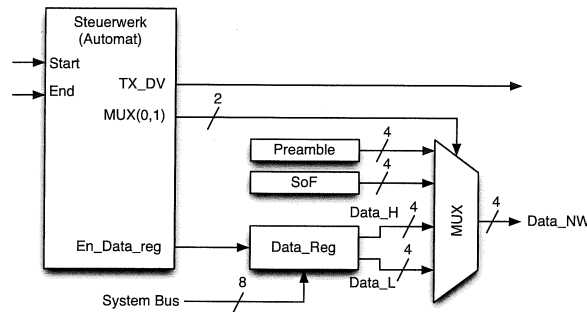 Steuerwerk
(Automat)
Start
End
TX_DV
MUX(0,1)
2
Preamble
4
SoF
4
Data_H
4
MUX
4
Data_NW
En_Data_reg
Data_Reg
4
Data_L
System Bus
8